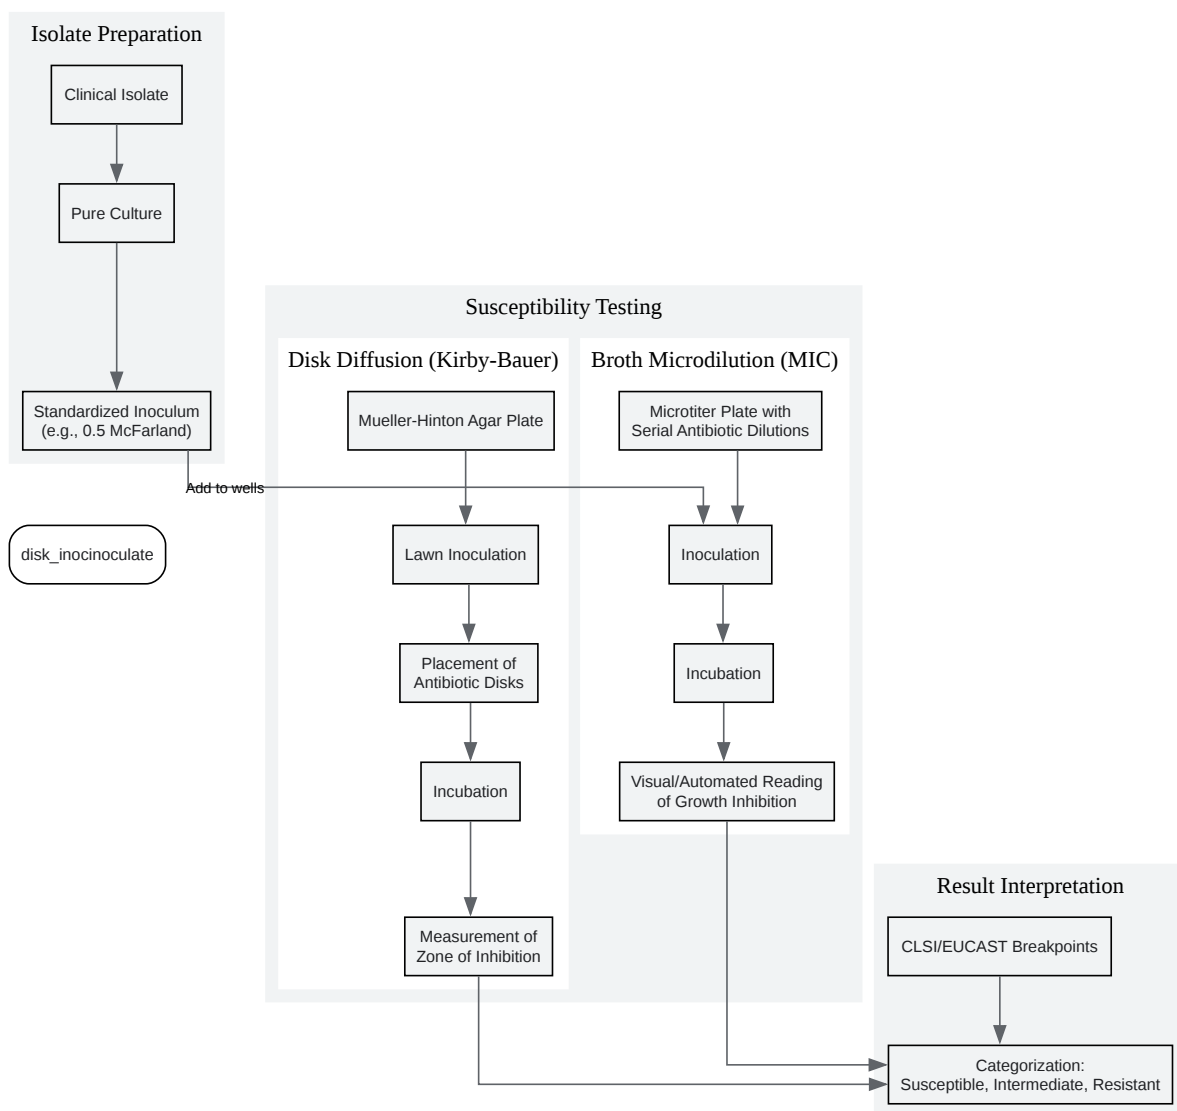 Isolate Preparation
Clinical Isolate
Pure Culture
Standardized Inoculum
(e.g., 0.5 McFarland)
Add to wells
disk_inocinoculate
Susceptibility Testing
Disk Diffusion (Kirby-Bauer)
Mueller-Hinton Agar Plate
Lawn Inoculation
Placement of
Antibiotic Disks
Incubation
Measurement of
Zone of Inhibition
Broth Microdilution (MIC)
Microtiter Plate with
Serial Antibiotic Dilutions
Inoculation
Incubation
Visual/Automated Reading
of Growth Inhibition
Result Interpretation
CLSI/EUCAST Breakpoints
Categorization:
Susceptible, Intermediate, Resistant